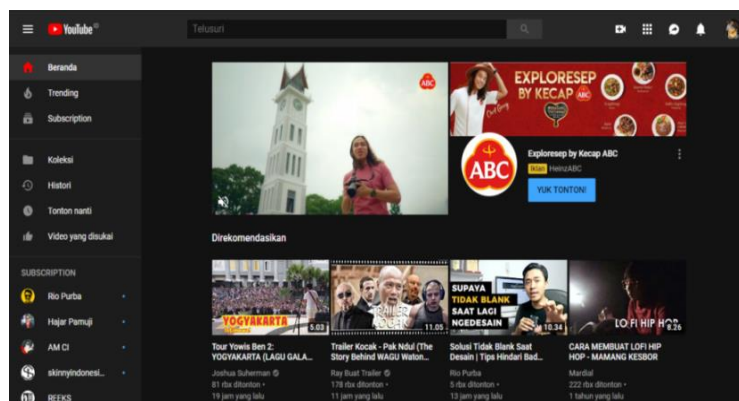 YouTube ID
Telusuri
Beranda
Trending
Subscription
Koleksi
Histori
Tonton nanti
Video yang disukai
SUBSCRIPTION
Rio Purba
Hajar Pamuji
AM CI
skinnyindonesi...
REEKS
ABC
EXPLORESEP
BY KECAP ABC
ABC
Exploresep by Kecap ABC
Iklan HeinzABC
YUK TONTON!
Direkomendasikan
YOGYAKARTA
5.03
Tour Yowis Ben 2:
YOGYAKARTA (LAGU GALA...
Joshua Suherman
81 rbx ditonton •
19 jam yang lalu
TRAILER
KOCAK
11.05
Trailer Kocak - Pak Ndul (The
Story Behind WAGU Waton...
Ray Buat Trailer
178 rbx ditonton •
11 jam yang lalu
SUPAYA
TIDAK BLANK
SAAT LAGI
NGEDESAIN
10.34
Solusi Tidak Blank Saat
Desain | Tips Hindari Bad...
Rio Purba
5 rbx ditonton •
13 jam yang lalu
LO FI HIP HOP
8.26
CARA MEMBUAT LOFI HIP
HOP - MAMANG KESBOR
Mardial
222 rbx ditonton •
1 tahun yang lalu